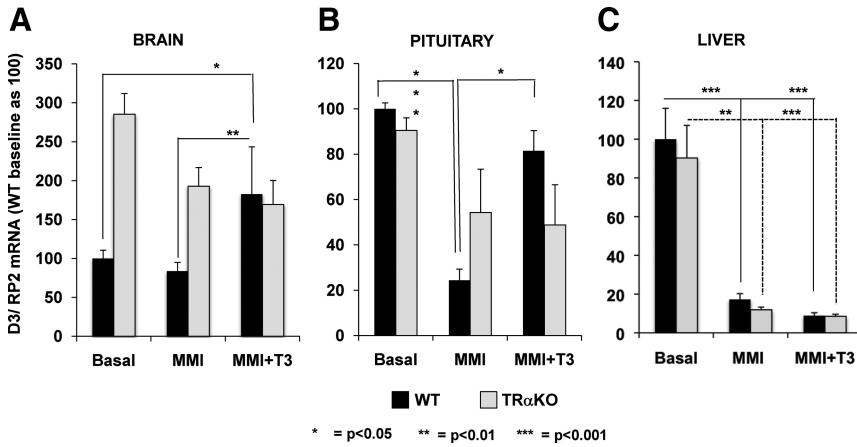 A
BRAIN
D3/ RP2 mRNA (WT baseline as 100)
350
300
250
200
150
100
50
0
*
**
Basal MMI MMI+T3
B
PITUITARY
120
100
80
60
40
20
0
*
*
*
*
Basal MMI MMI+T3
C
LIVER
140
120
100
80
60
40
20
0
*** ***
** ***
Basal MMI MMI+T3
WT TRαKO
* = p<0.05 ** = p<0.01 *** = p<0.001